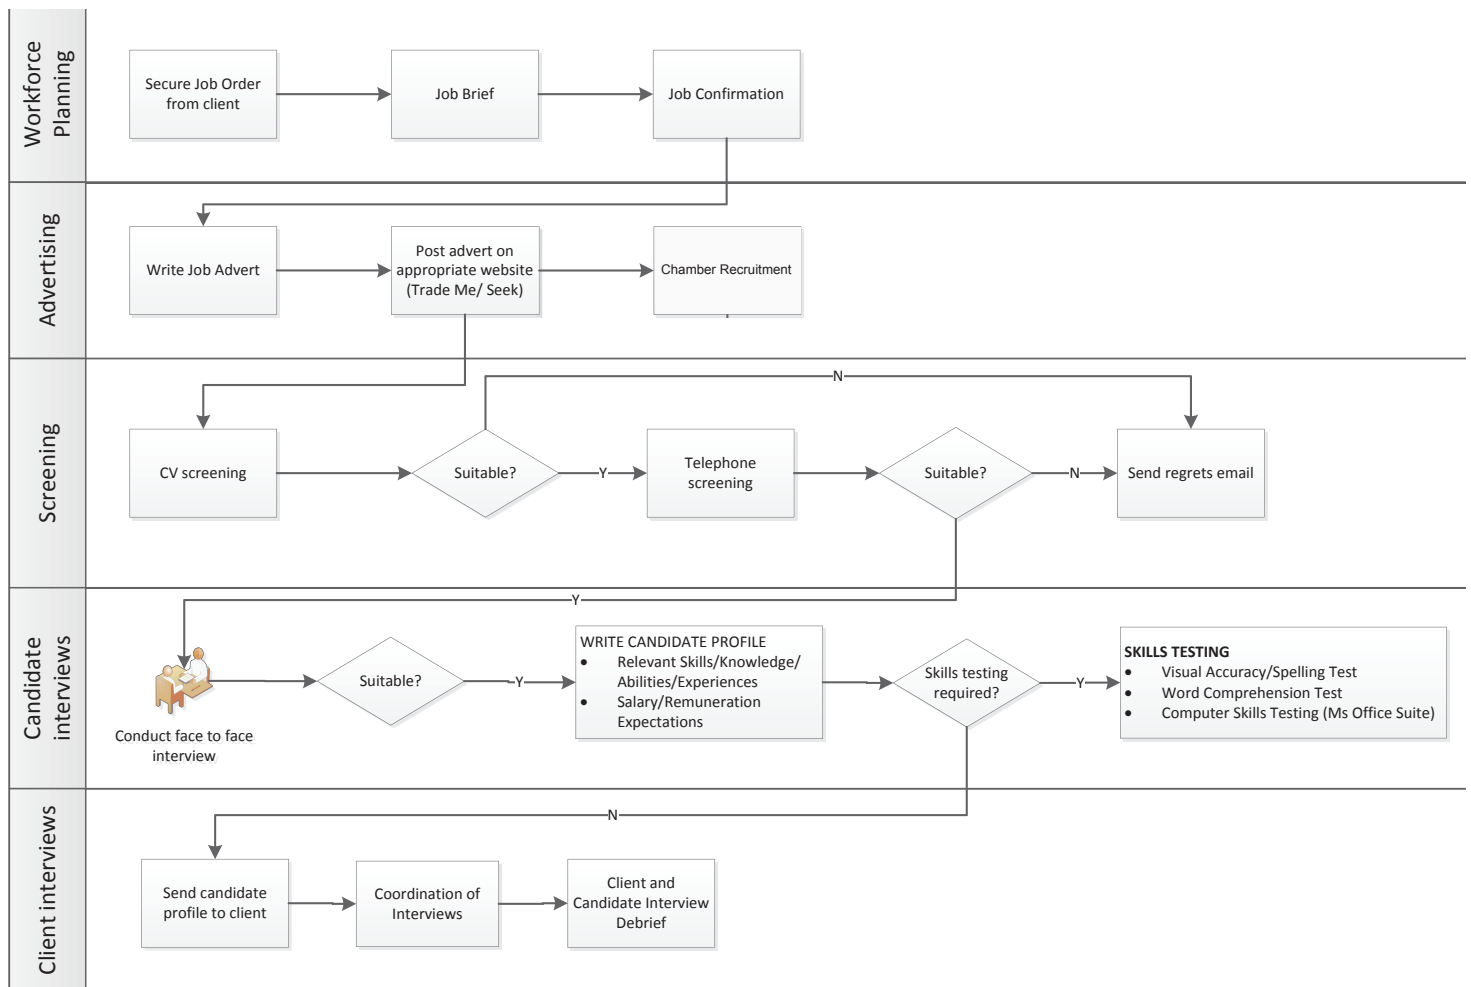 Workforce
Planning
Secure Job Order
from client
Job Brief
Job Confirmation
Advertising
Write Job Advert
Post advert on
appropriate website
(Trade Me/ Seek)
Chamber Recruitment
Screening
N
CV screening
Suitable?
Y
Telephone
screening
Suitable?
N
Send regrets email
Candidate
interviews
Y
Conduct face to face
interview
Suitable?
Y
WRITE CANDIDATE PROFILE
• Relevant Skills/Knowledge/
Abilities/Experiences
• Salary/Remuneration
Expectations
Skills testing
required?
Y
SKILLS TESTING
• Visual Accuracy/Spelling Test
• Word Comprehension Test
• Computer Skills Testing (Ms Office Suite)
Client interviews
N
Send candidate
profile to client
Coordination of
Interviews
Client and
Candidate Interview
Debrief